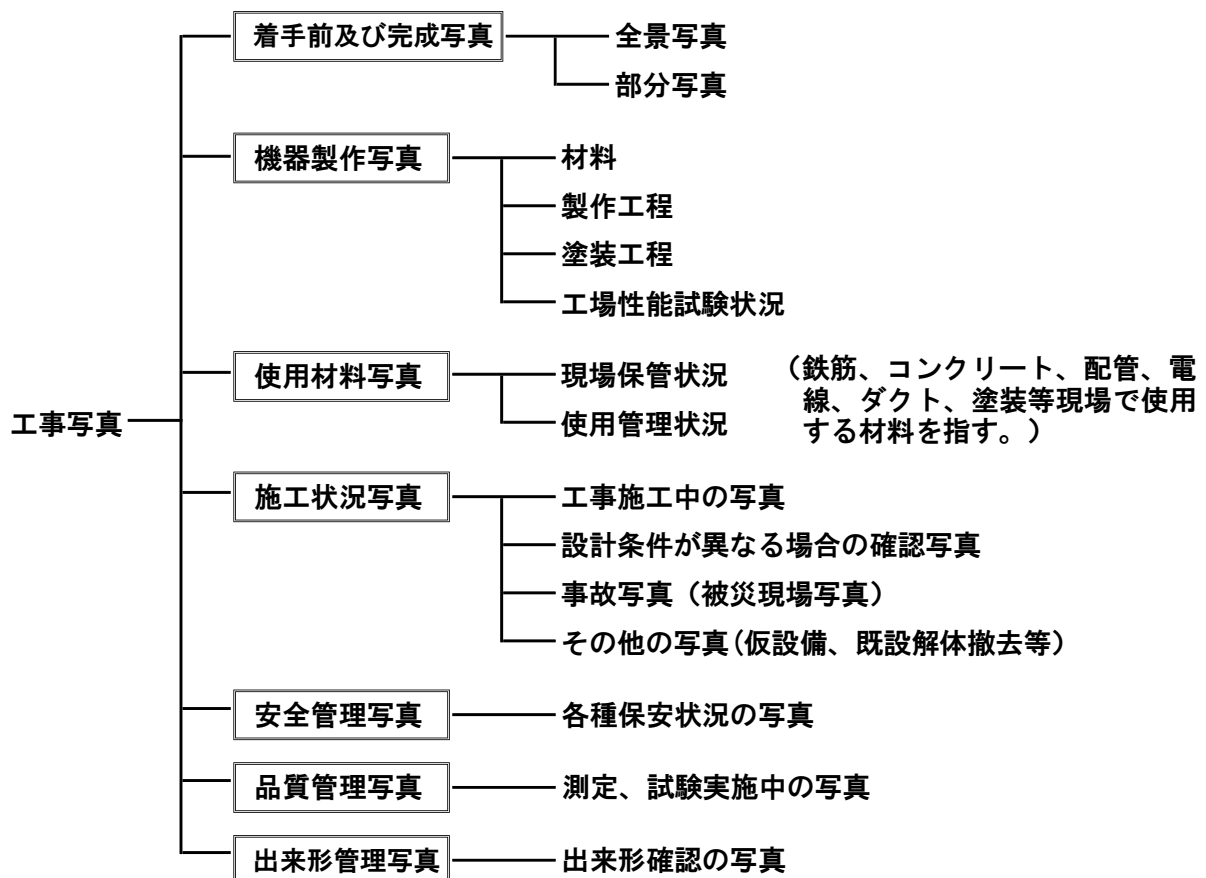 着手前及び完成写真
全景写真
部分写真
機器製作写真
材料
製作工程
塗装工程
工場性能試験状況
使用材料写真
現場保管状況
使用管理状況
（鉄筋、コンクリート、配管、電
線、ダクト、塗装等現場で使用
する材料を指す。）
工事写真
施工状況写真
工事施工中の写真
設計条件が異なる場合の確認写真
事故写真（被災現場写真）
その他の写真（仮設備、既設解体撤去等）
安全管理写真
各種保安状況の写真
品質管理写真
測定、試験実施中の写真
出来形管理写真
出来形確認の写真